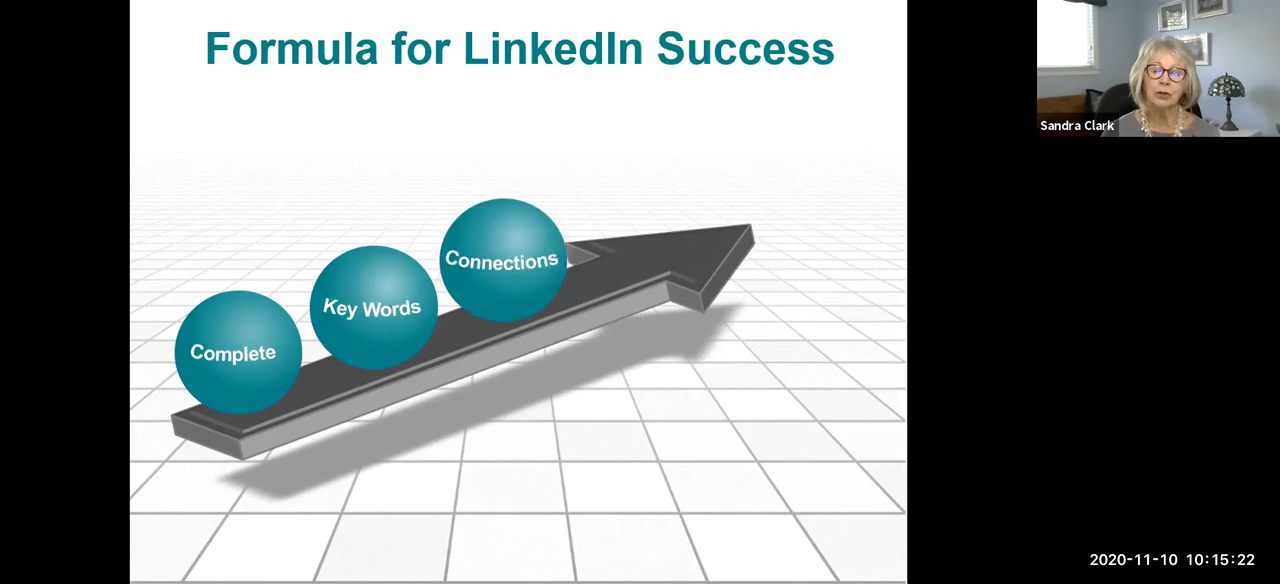 Formula for LinkedIn Success
Sandra Clark
Connections
Key Words
Complete
2020-11-10 10:15:22